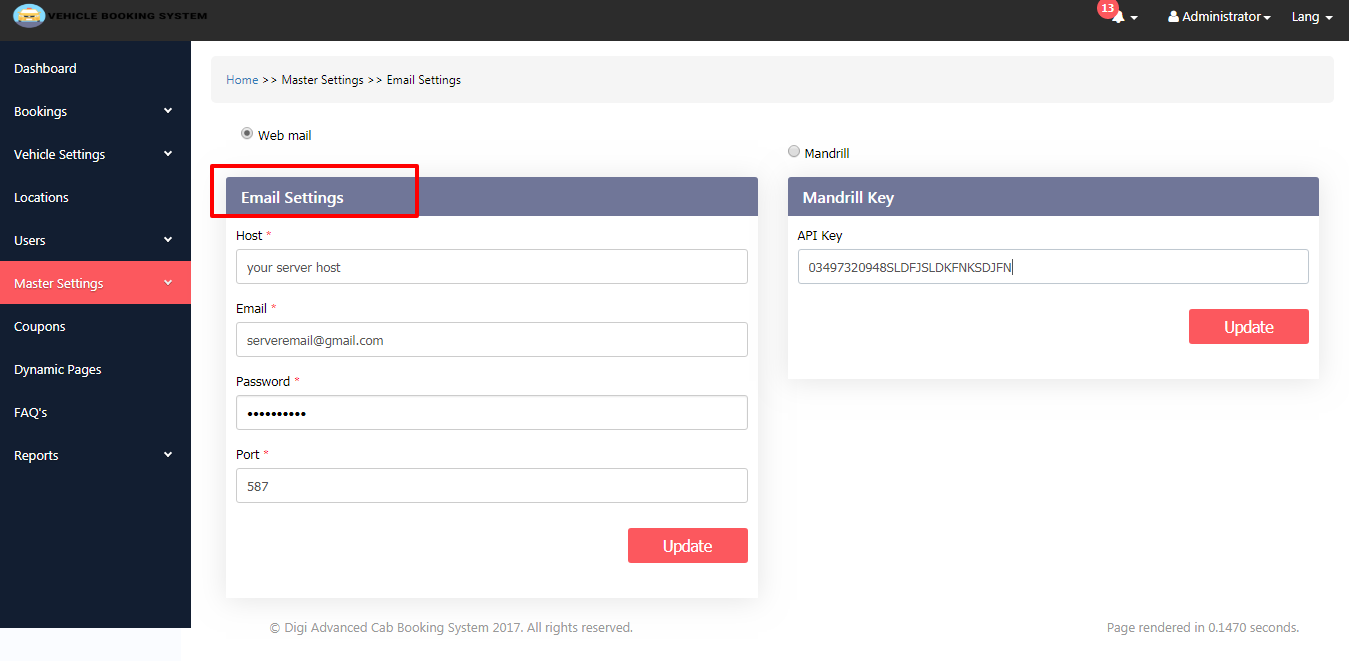 VEHICLE BOOKING SYSTEM
13
Administrator
Lang
Dashboard
Bookings
Vehicle Settings
Locations
Users
Master Settings
Coupons
Dynamic Pages
FAQ's
Reports
Home >> Master Settings >> Email Settings
Web mail
Email Settings
Host *
your server host
Email *
serveremail@gmail.com
Password *
••••••••••
Port *
587
Update
Mandrill
Mandrill Key
API Key
03497320948SLDFJSLDKFNKSDJFN
Update
© Digi Advanced Cab Booking System 2017. All rights reserved.
Page rendered in 0.1470 seconds.